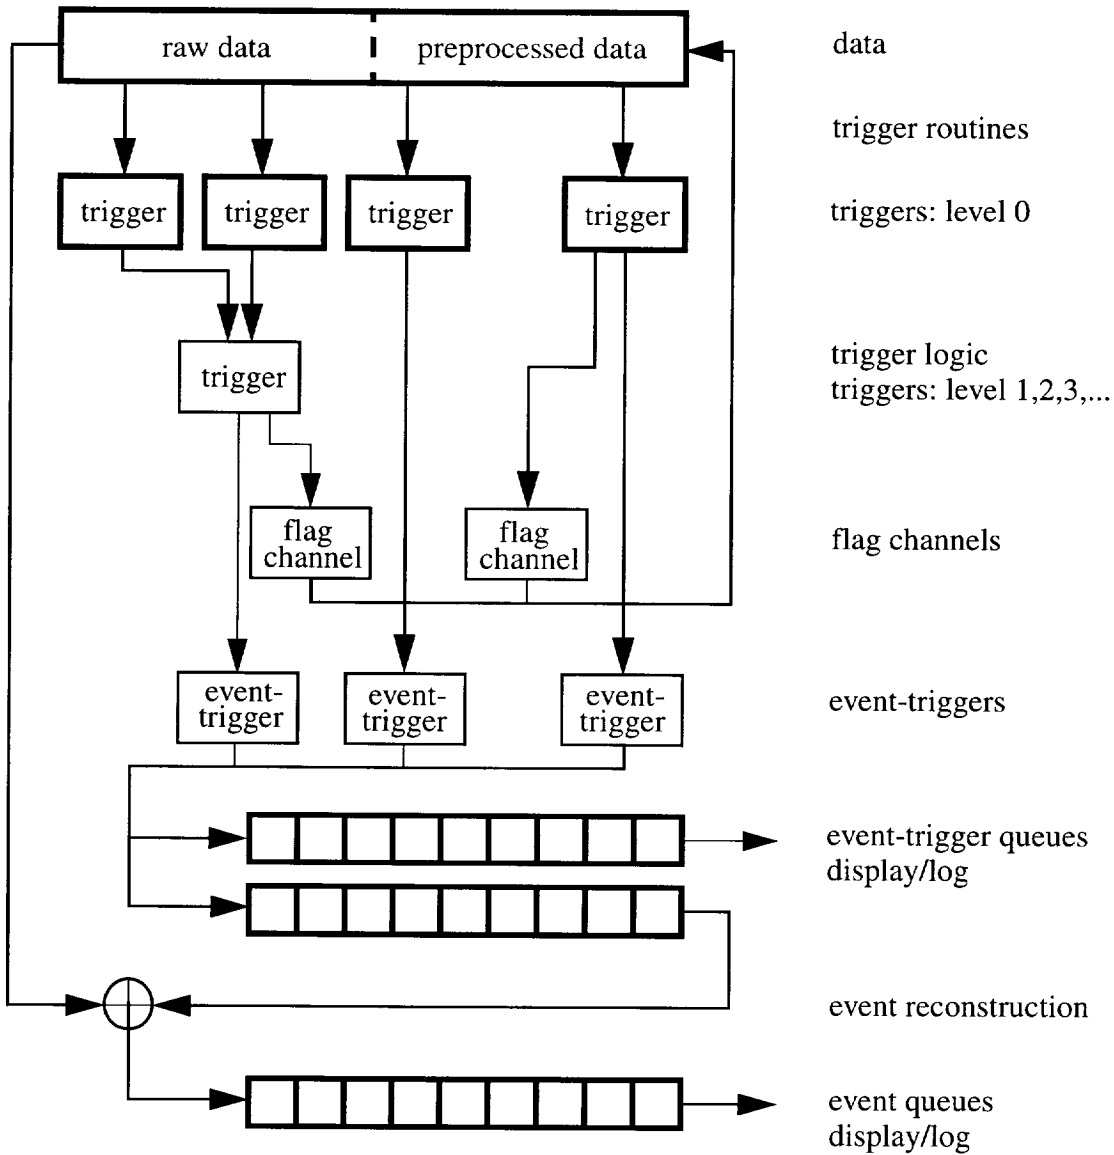 raw data
preprocessed data
data
trigger routines
trigger
trigger
trigger
trigger
triggers: level 0
trigger
trigger logic
triggers: level 1,2,3,...
flag
channel
flag
channel
flag channels
event-
trigger
event-
trigger
event-
trigger
event-triggers
event-trigger queues
display/log
event reconstruction
event queues
display/log